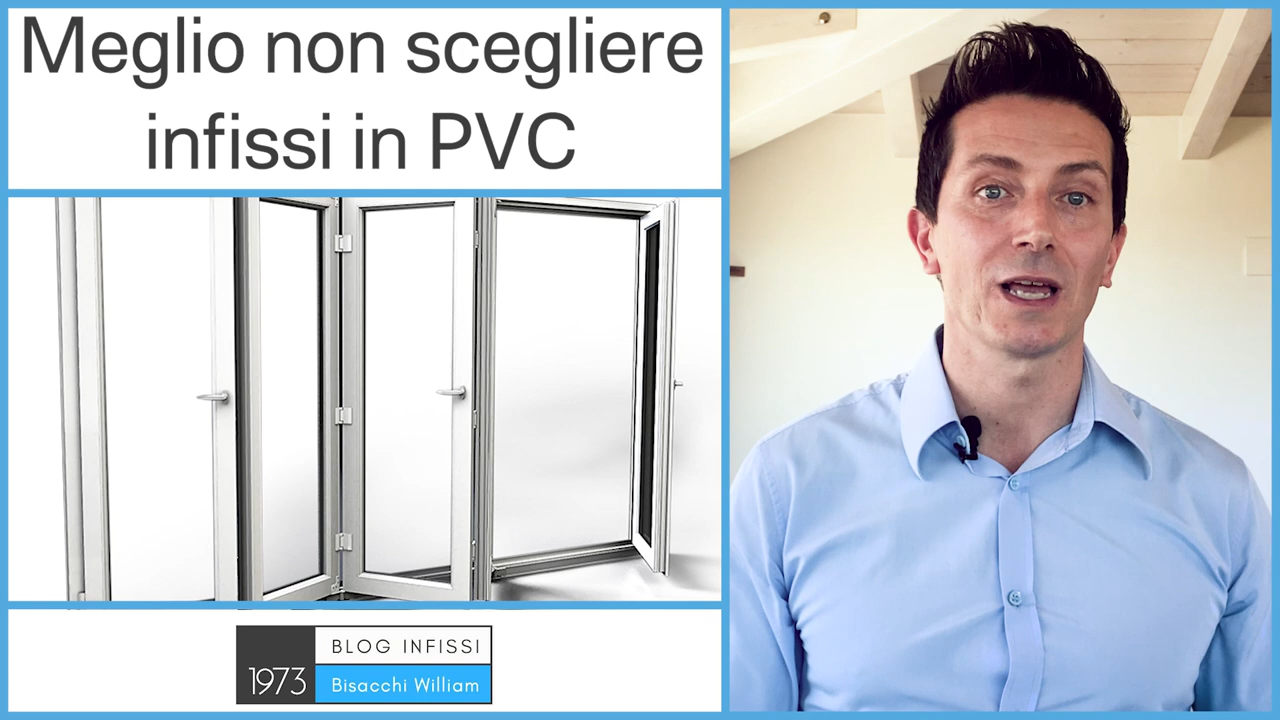 Meglio non scegliere
infissi in PVC
1973
BLOG INFISSI
Bisacchi William